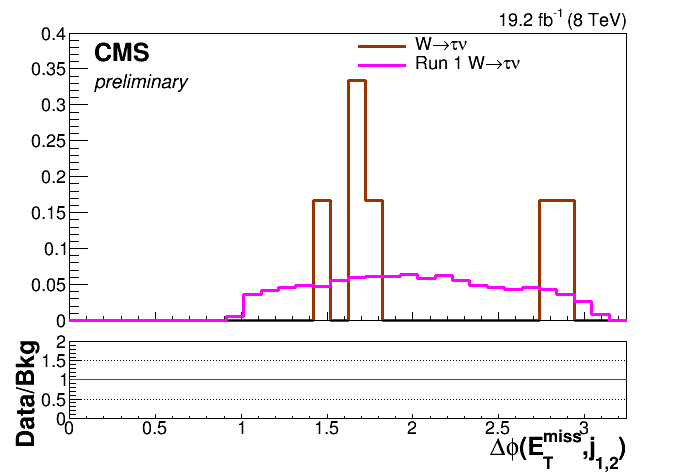 19.2 fb⁻¹ (8 TeV)
CMS
preliminary
W→τν
Run 1 W→τν
0.4
0.35
0.3
0.25
0.2
0.15
0.1
0.05
0
Data/Bkg
2
1.5
1
0.5
0
0 0.5 1 1.5 2 2.5 3
Δϕ(E_T^miss,j_1,2)